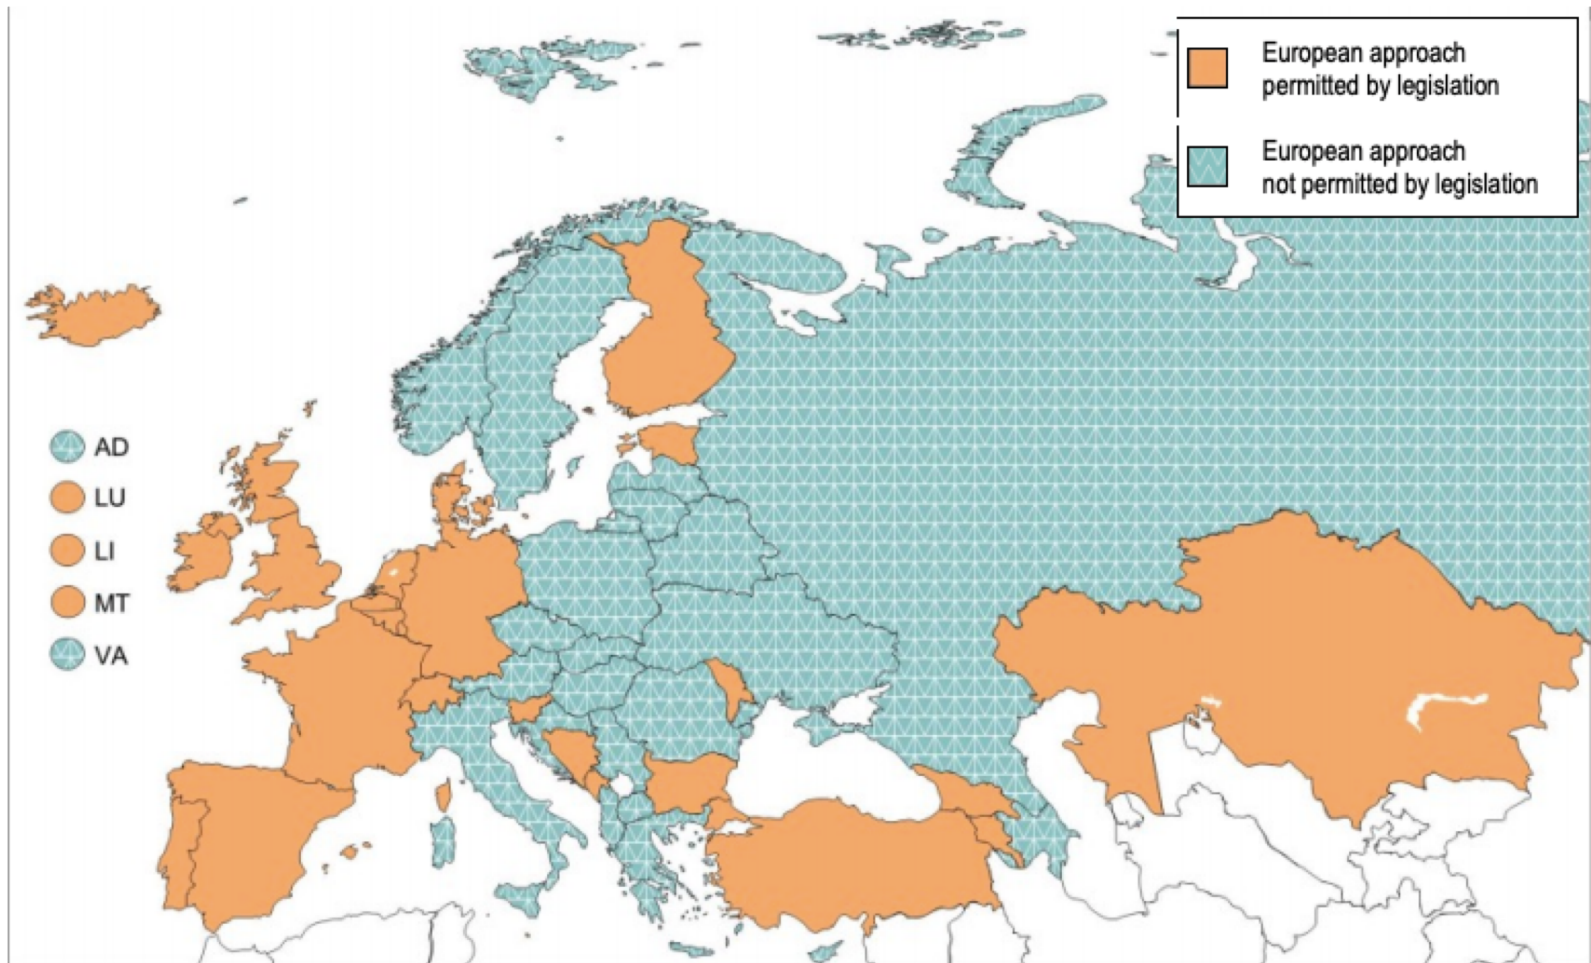 European approach
permitted by legislation
European approach
not permitted by legislation
AD
LU
LI
MT
VA